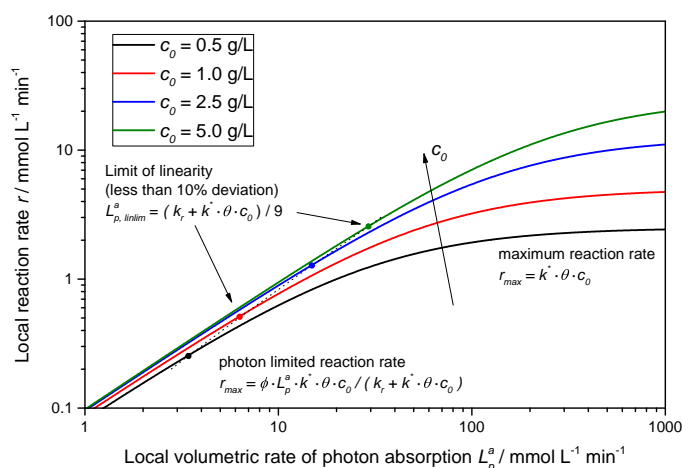 100
10
1
0.1
Local reaction rate r / mmol L⁻¹ min⁻¹
c₀ = 0.5 g/L
c₀ = 1.0 g/L
c₀ = 2.5 g/L
c₀ = 5.0 g/L
Limit of linearity
(less than 10% deviation)
Lᵃₚ, ₗᵢₙₗᵢₘ = ( kᵣ + k* · θ · c₀ ) / 9
c₀
maximum reaction rate
rₘₐₓ = k* · θ · c₀
photon limited reaction rate
rₘₐₓ = ϕ · Lₚᵃ · k* · θ · c₀ / ( kᵣ + k* · θ · c₀ )
1 10 100 1000
Local volumetric rate of photon absorption Lₚᵃ / mmol L⁻¹ min⁻¹